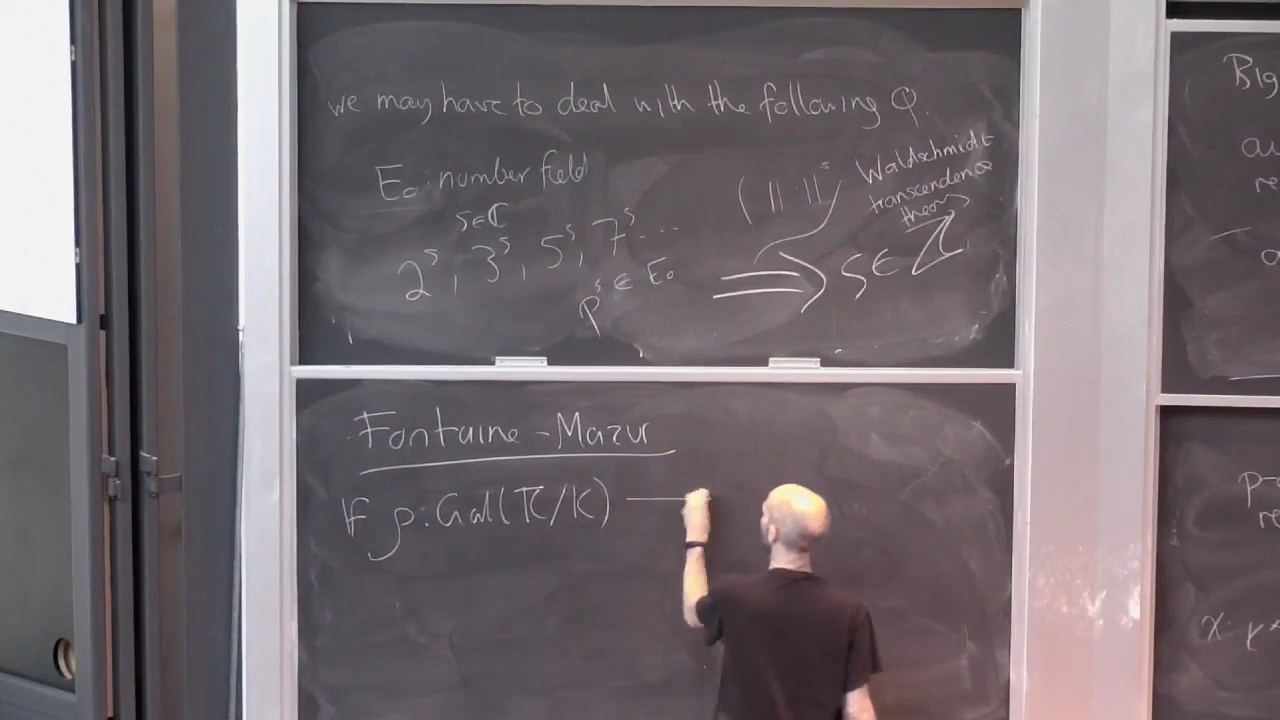 we may have to deal with the following Q.
E₀: number field
s∈ℂ
2ˢ, 3ˢ, 5ˢ, 7ˢ ...
pˢ ∈ E₀
(||·||ˢ)
⟹ s∈ℤ
Waldschmidt
transcendence
theory
Fontaine-Mazur
If ρ: Gal(K̄/K) —
Big